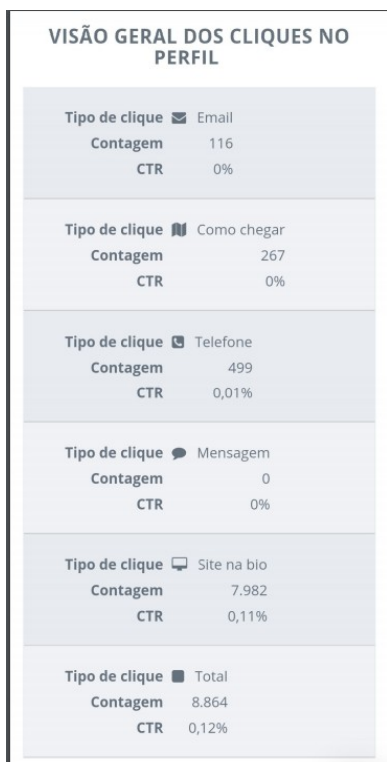 VISÃO GERAL DOS CLIQUES NO
PERFIL
Tipo de clique Email
Contagem 116
CTR 0%
Tipo de clique Como chegar
Contagem 267
CTR 0%
Tipo de clique Telefone
Contagem 499
CTR 0,01%
Tipo de clique Mensagem
Contagem 0
CTR 0%
Tipo de clique Site na bio
Contagem 7.982
CTR 0,11%
Tipo de clique Total
Contagem 8.864
CTR 0,12%